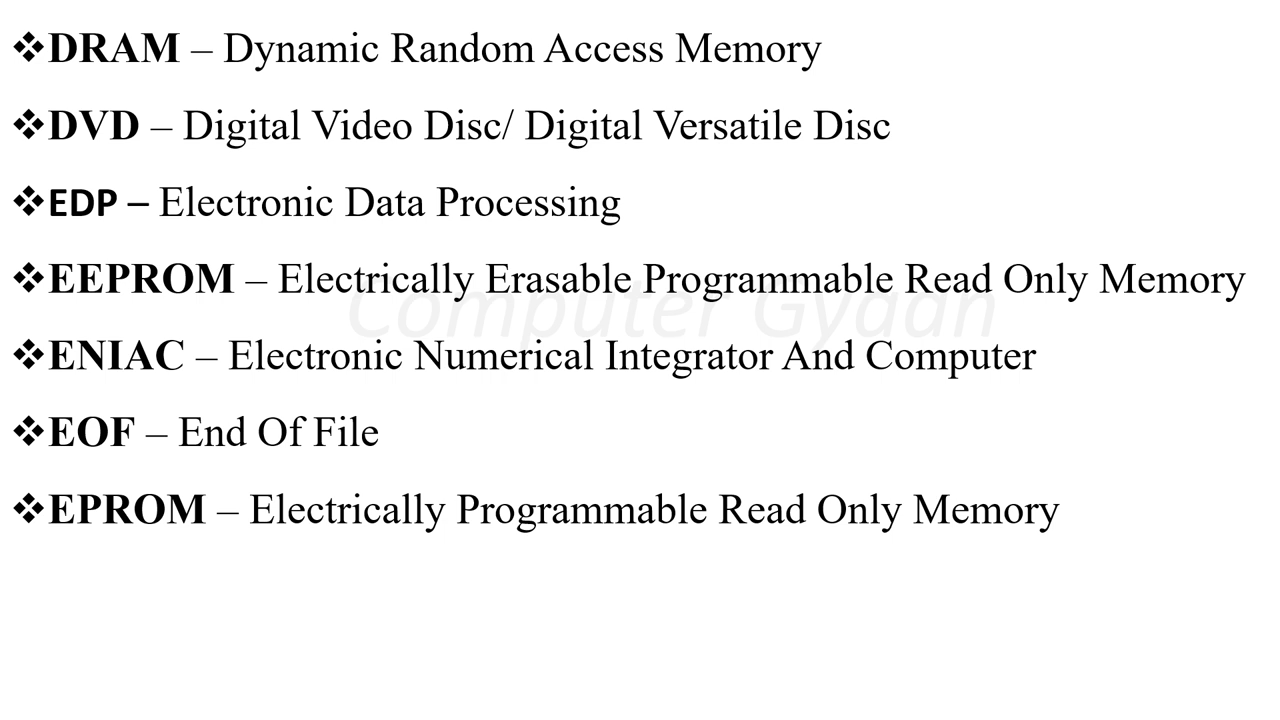 ❖DRAM – Dynamic Random Access Memory
❖DVD – Digital Video Disc/ Digital Versatile Disc
❖EDP – Electronic Data Processing
❖EEPROM – Electrically Erasable Programmable Read Only Memory
Computer Gyaan
❖ENIAC – Electronic Numerical Integrator And Computer
❖EOF – End Of File
❖EPROM – Electrically Programmable Read Only Memory